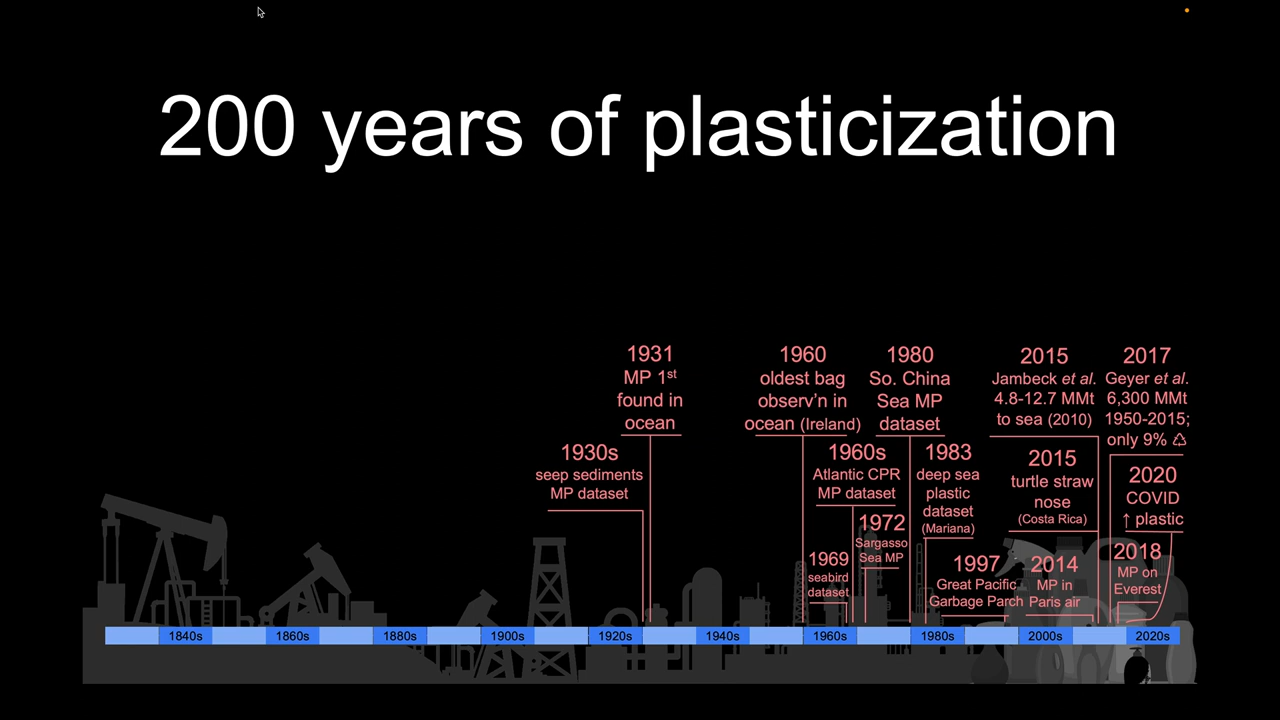 200 years of plasticization
1931
MP 1st
found in
ocean
1930s
seep sediments
MP dataset
1960
oldest bag
observ'n in
ocean (Ireland)
1960s
Atlantic CPR
MP dataset
1969
seabird
dataset
1972
Sargasso
Sea MP
1980
So. China
Sea MP
dataset
1983
deep sea
plastic
dataset
(Mariana)
1997
Great Pacific
Garbage Parch
2014
MP in
Paris air
2015
Jambeck et al.
4.8-12.7 MMt
to sea (2010)
2015
turtle straw
nose
(Costa Rica)
2017
Geyer et al.
6,300 MMt
1950-2015;
only 9% ♺
2020
COVID
↑ plastic
2018
MP on
Everest
1840s 1860s 1880s 1900s 1920s 1940s 1960s 1980s 2000s 2020s